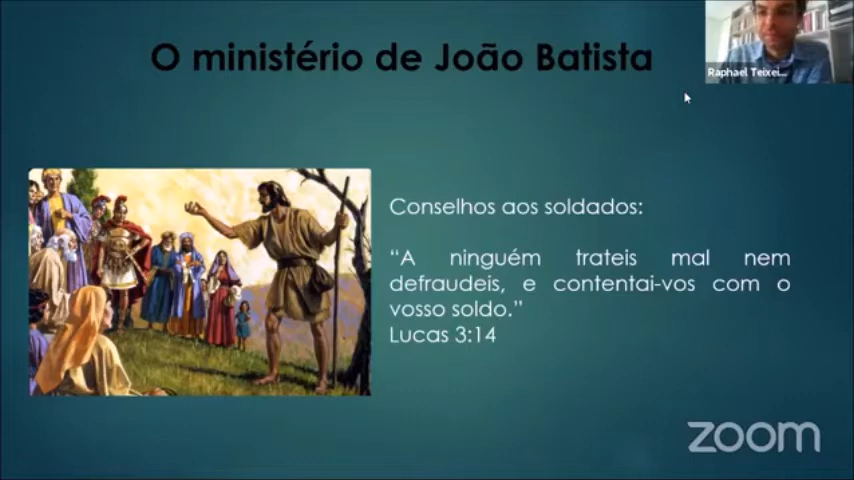 O ministério de João Batista
Raphael Teixei...
Conselhos aos soldados:
“A ninguém trateis mal nem
defraudeis, e contentai-vos com o
vosso soldo.”
Lucas 3:14
zoom